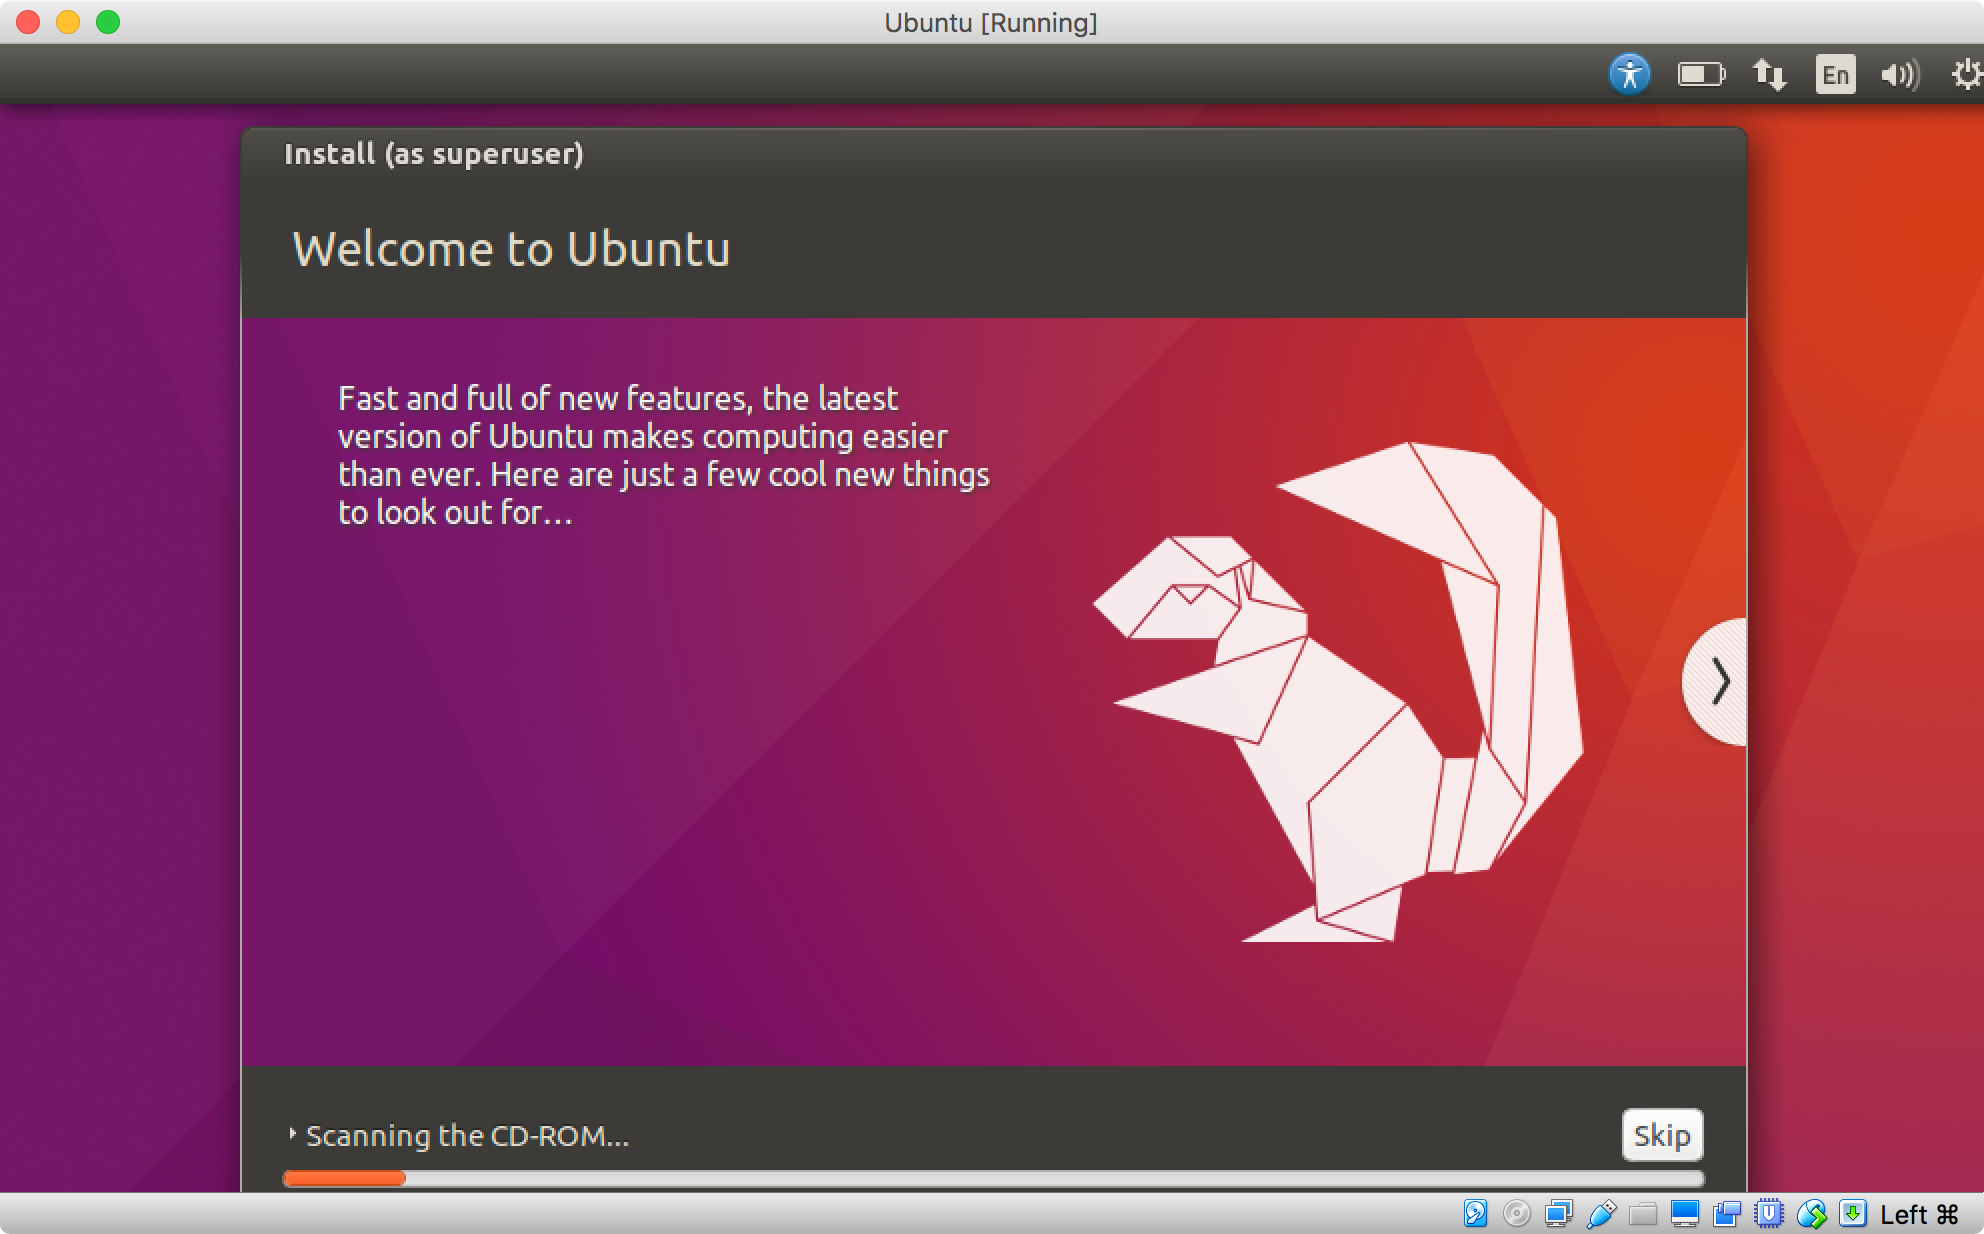 Ubuntu [Running]
En
Install (as superuser)
Welcome to Ubuntu
Fast and full of new features, the latest
version of Ubuntu makes computing easier
than ever. Here are just a few cool new things
to look out for…
Scanning the CD-ROM...
Skip
Left ⌘